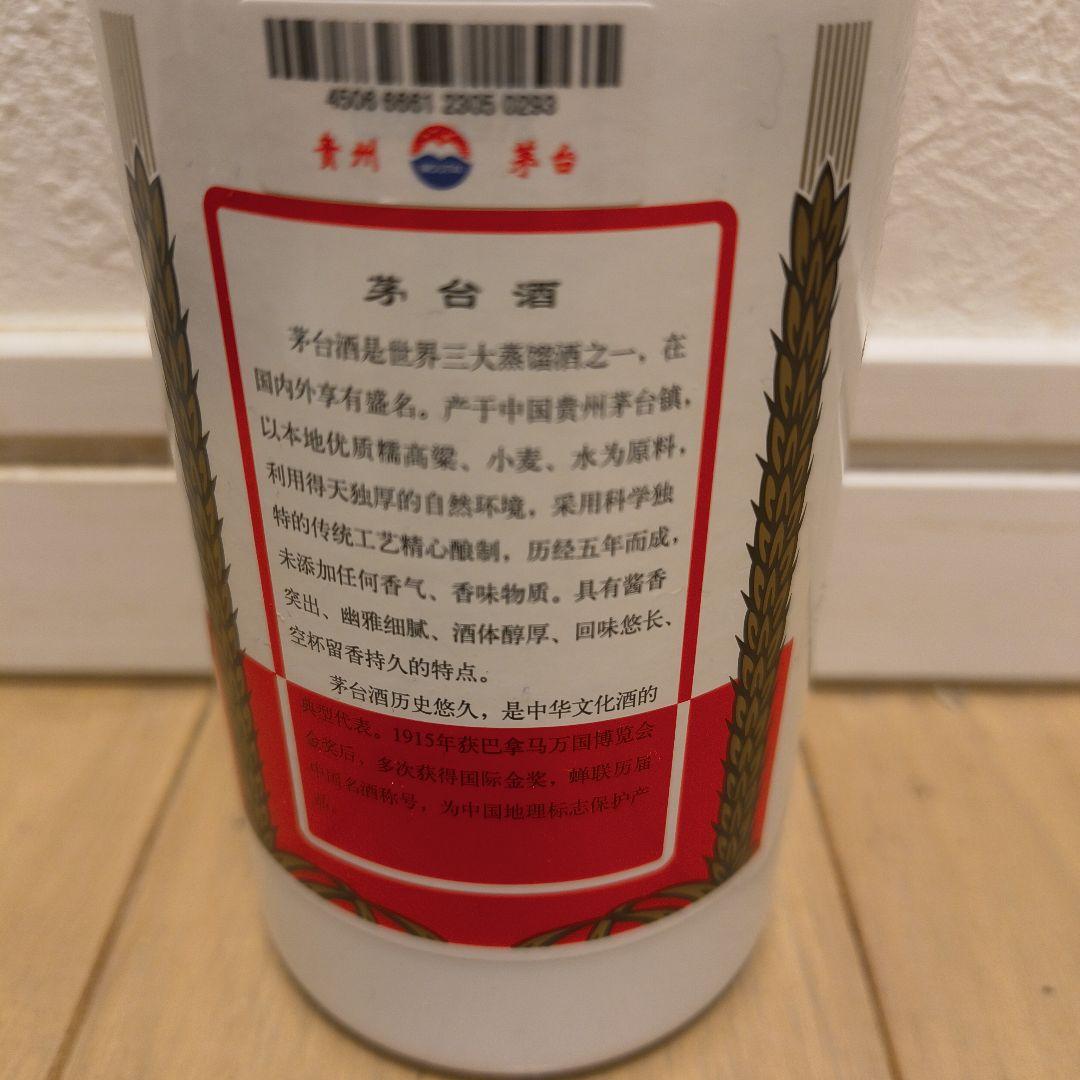 4506 6661 2305 0293
贵州 茅台
茅台酒
茅台酒是世界三大蒸馏酒之一，在
国内外享有盛名。产于中国贵州茅台镇，
以本地优质糯高粱、小麦、水为原料，
利用得天独厚的自然环境，采用科学独
特的传统工艺精心酿制，历经五年而成，
未添加任何香气、香味物质。具有酱香
突出、幽雅细腻、酒体醇厚、回味悠长、
空杯留香持久的特点。
茅台酒历史悠久，是中华文化酒的
典型代表。1915年获巴拿马万国博览会
金奖后，多次获得国际金奖，蝉联历届
中国名酒称号，为中国地理标志保护产
品。